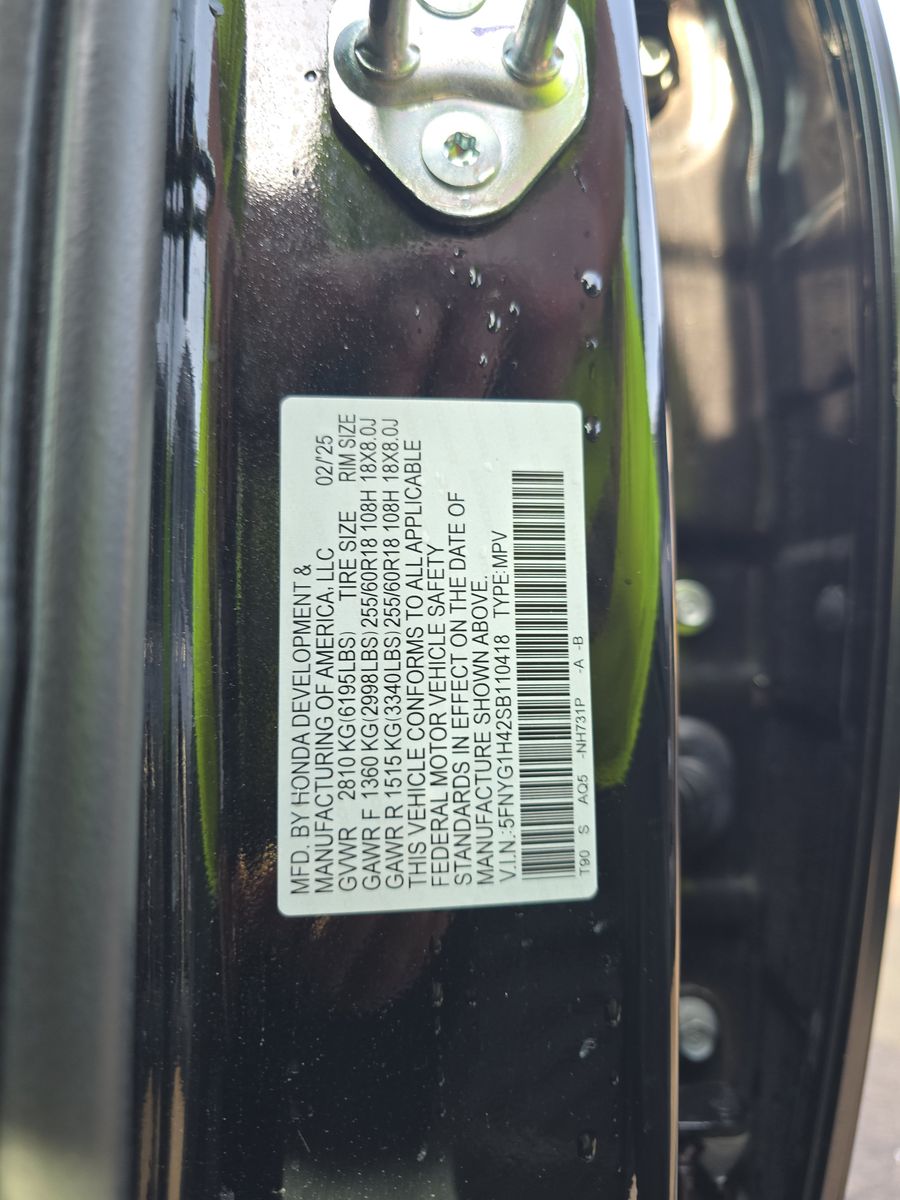 MFD. BY HONDA DEVELOPMENT &
MANUFACTURING OF AMERICA, LLC 02/'25
GVWR 2810 KG(6195LBS) TIRE SIZE RIM SIZE
GAWR F 1360 KG(2998LBS) 255/60R18 108H 18X8.0J
GAWR R 1515 KG(3340LBS) 255/60R18 108H 18X8.0J
THIS VEHICLE CONFORMS TO ALL APPLICABLE
FEDERAL MOTOR VEHICLE SAFETY
STANDARDS IN EFFECT ON THE DATE OF
MANUFACTURE SHOWN ABOVE.
V.I.N.:5FNYG1H42SB110418 TYPE:MPV
T90 S AQ5 -NH731P -A -B